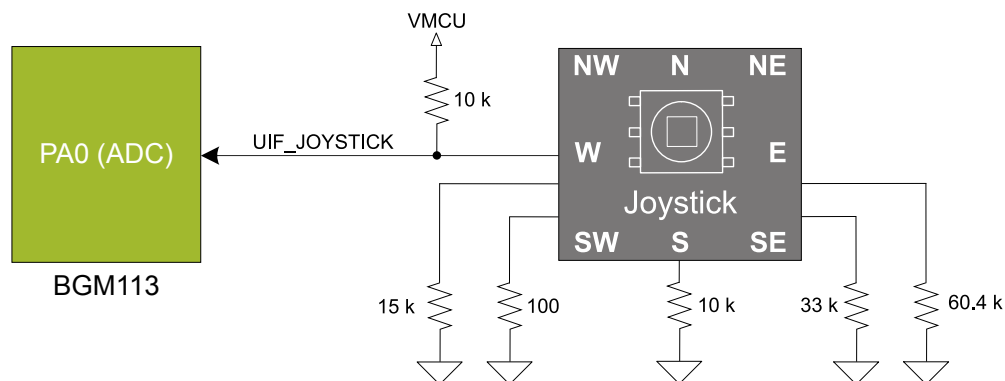 VMCU
NW N NE
10 k
PA0 (ADC)
UIF_JOYSTICK
W E
Joystick
SW S SE
BGM113
15 k
100
10 k
33 k
60.4 k